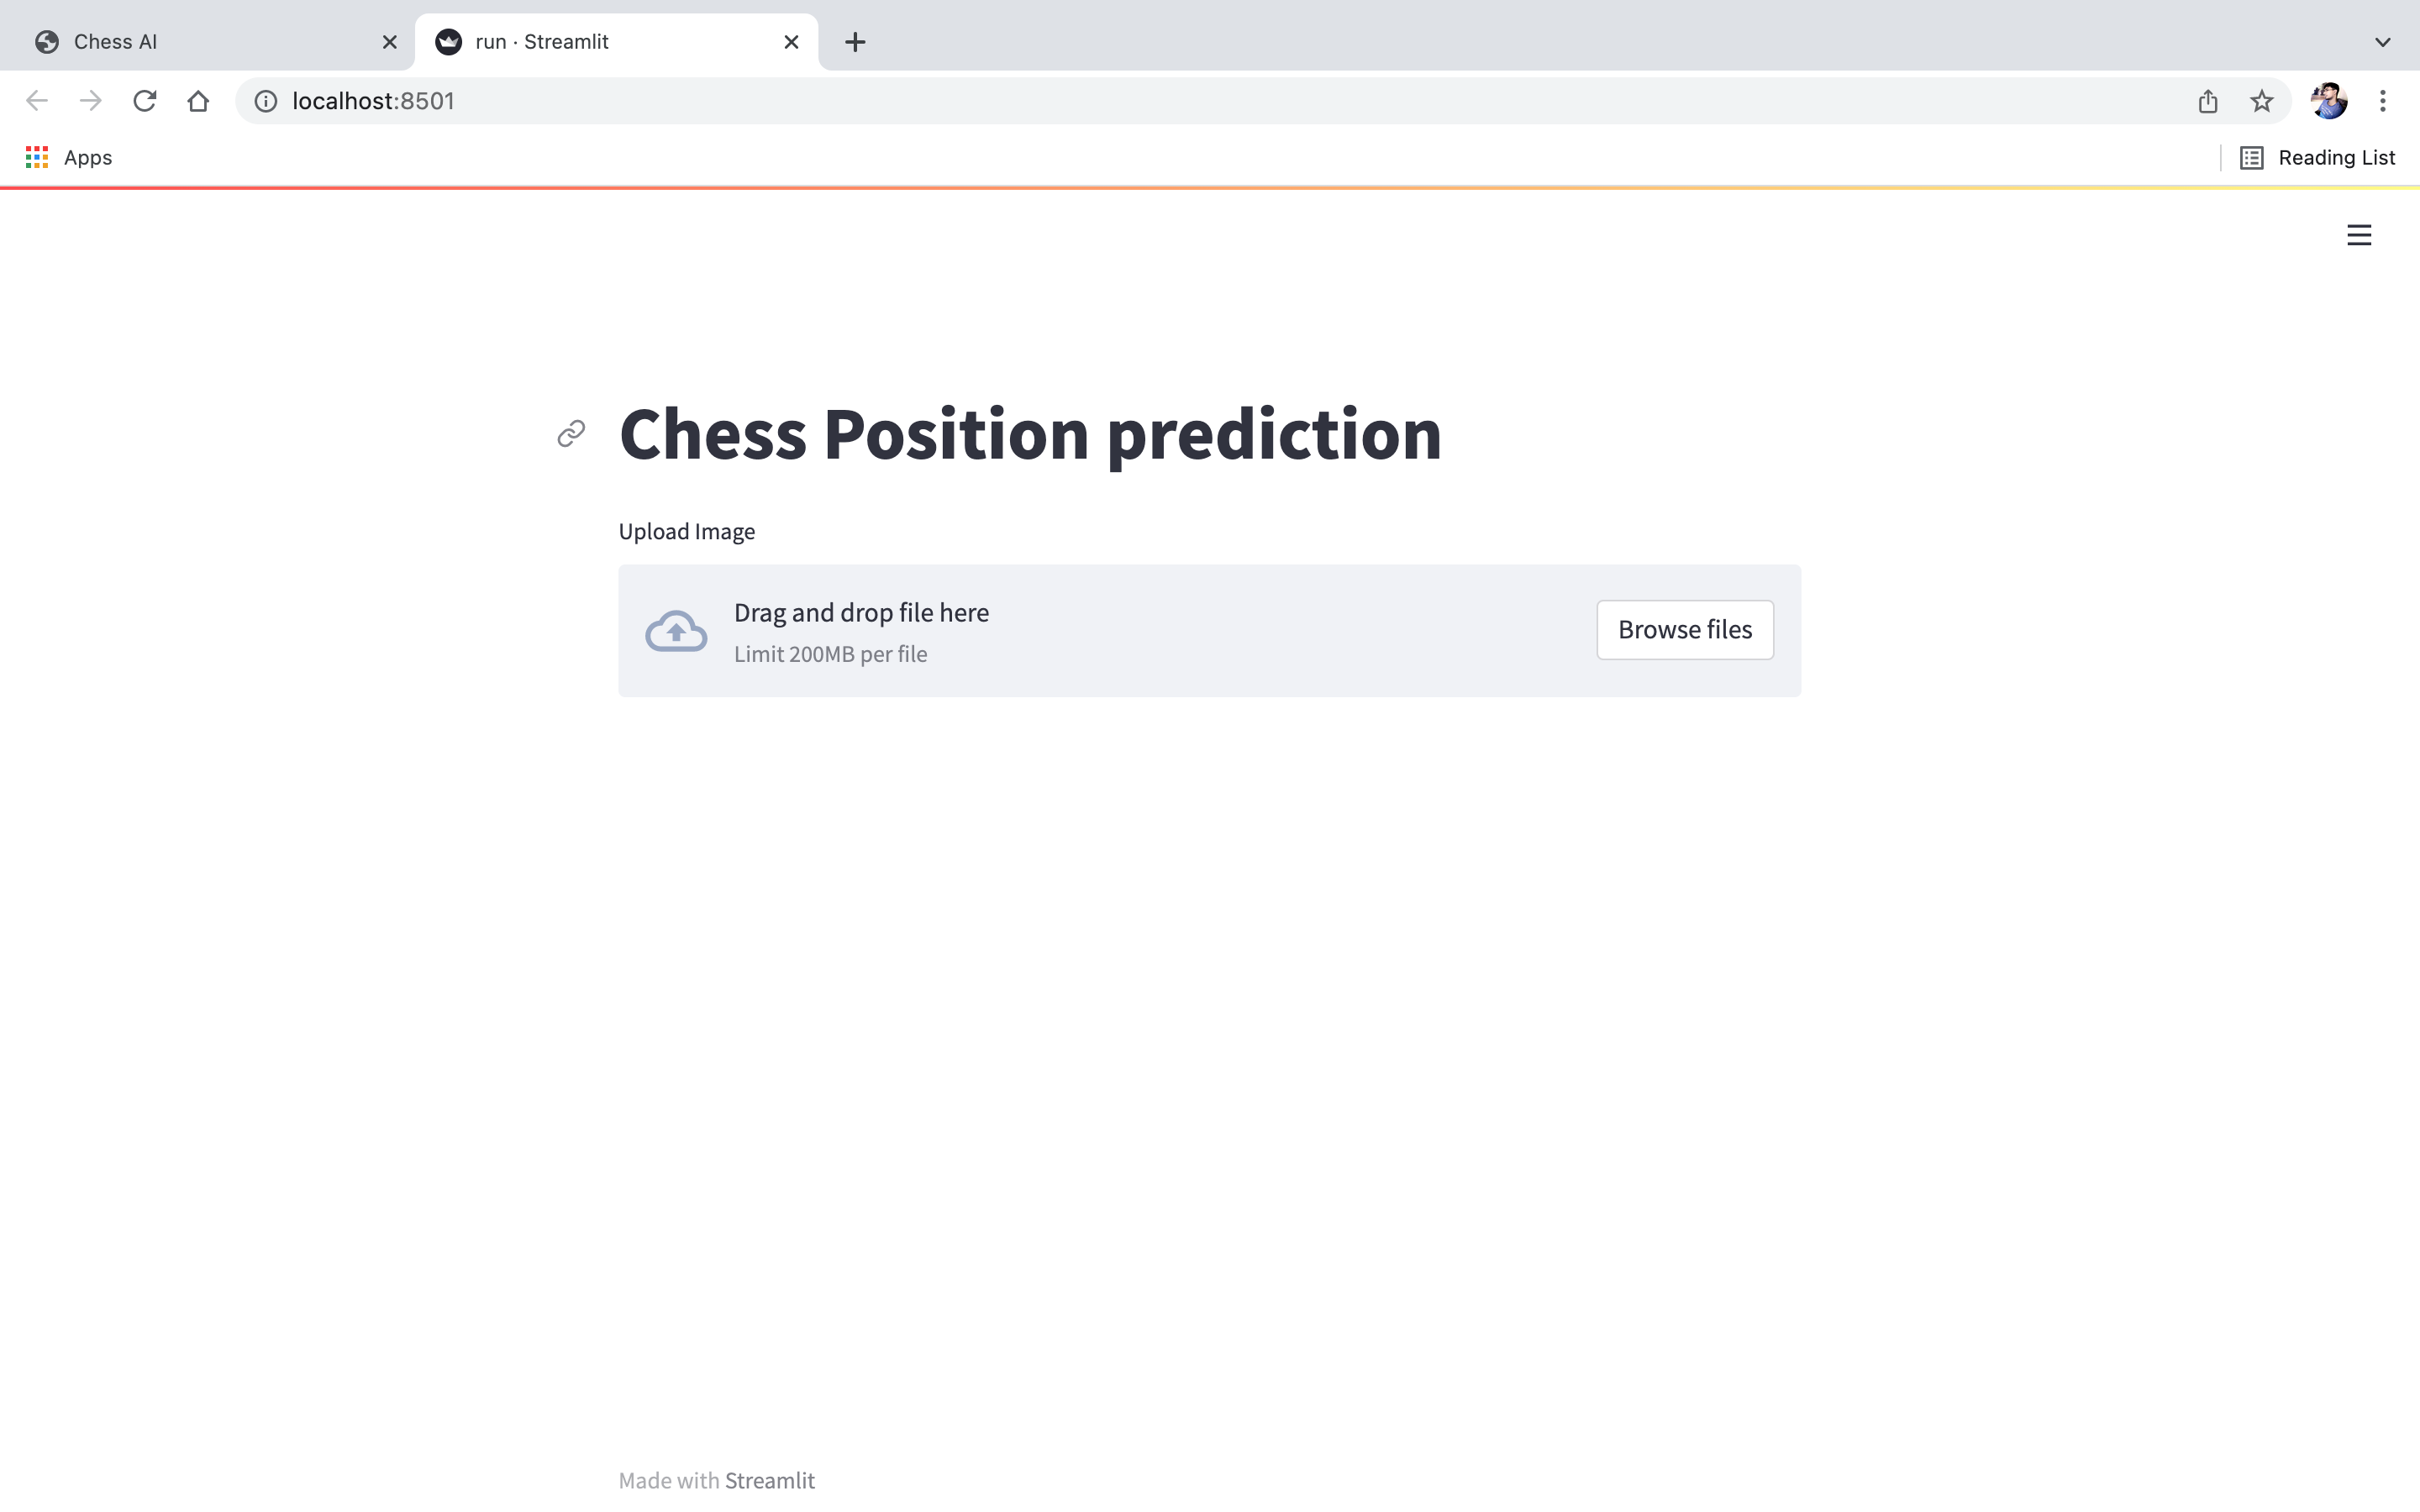 Chess AI
run · Streamlit
localhost:8501
Apps
Reading List
Chess Position prediction
Upload Image
Drag and drop file here
Limit 200MB per file
Browse files
Made with Streamlit